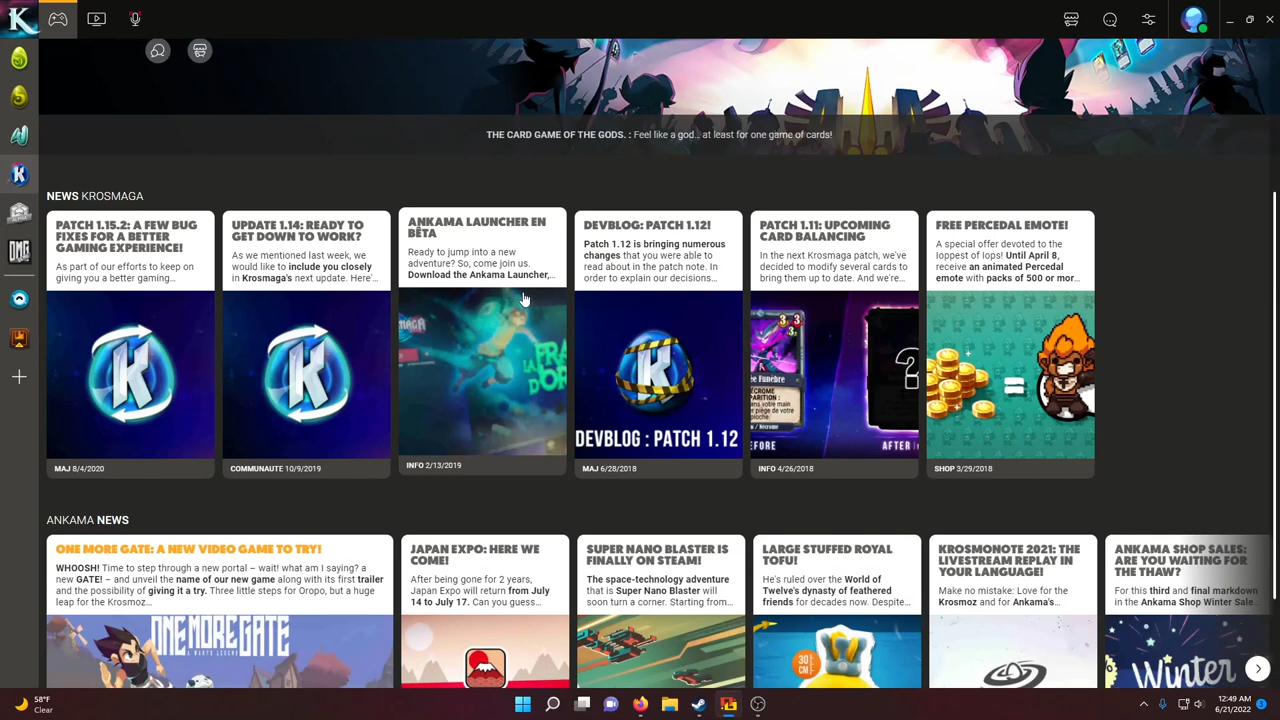 THE CARD GAME OF THE GODS. : Feel like a god... at least for one game of cards!
NEWS KROSMAGA
PATCH 1.15.2: A FEW BUG
FIXES FOR A BETTER
GAMING EXPERIENCE!
As part of our efforts to keep on
giving you a better gaming...
MAJ 8/4/2020
UPDATE 1.14: READY TO
GET DOWN TO WORK?
As we mentioned last week, we
would like to include you closely
in Krosmaga's next update. Here'...
COMMUNAUTE 10/9/2019
ANKAMA LAUNCHER EN
BÊTA
Ready to jump into a new
adventure? So, come join us.
Download the Ankama Launcher,...
INFO 2/13/2019
DEVBLOG: PATCH 1.12!
Patch 1.12 is bringing numerous
changes that you were able to
read about in the patch note. In
order to explain our decisions...
DEVBLOG : PATCH 1.12
MAJ 6/28/2018
PATCH 1.11: UPCOMING
CARD BALANCING
In the next Krosmaga patch, we've
decided to modify several cards to
bring them up to date. And we're...
EFORE
AFTER
INFO 4/26/2018
FREE PERCEDAL EMOTE!
A special offer devoted to the
loppest of Iops! Until April 8,
receive an animated Percedal
emote with packs of 500 or mor...
SHOP 3/29/2018
ANKAMA NEWS
ONE MORE GATE: A NEW VIDEO GAME TO TRY!
WHOOSH! Time to step through a new portal – wait! what am I saying? a
new GATE! – and unveil the name of our new game along with its first trailer
and the possibility of giving it a try. Three little steps for Oropo, but a huge
leap for the Krosmoz...
ONE MORE GATE
JAPAN EXPO: HERE WE
COME!
After being gone for 2 years,
Japan Expo will return from July
14 to July 17. Can you guess...
SUPER NANO BLASTER IS
FINALLY ON STEAM!
The space-technology adventure
that is Super Nano Blaster will
soon turn a corner. Starting from...
LARGE STUFFED ROYAL
TOFU!
He's ruled over the World of
Twelve's dynasty of feathered
friends for decades now. Despite...
30
CM
KROSMONOTE 2021: THE
LIVESTREAM REPLAY IN
YOUR LANGUAGE!
Make no mistake: Love for the
Krosmoz and for Ankama's...
ANKAMA SHOP SALES:
ARE YOU WAITING FOR
THE THAW?
For this third and final markdown
in the Ankama Shop Winter Sale...
Winter
58°F
Clear
12:49 AM
6/21/2022